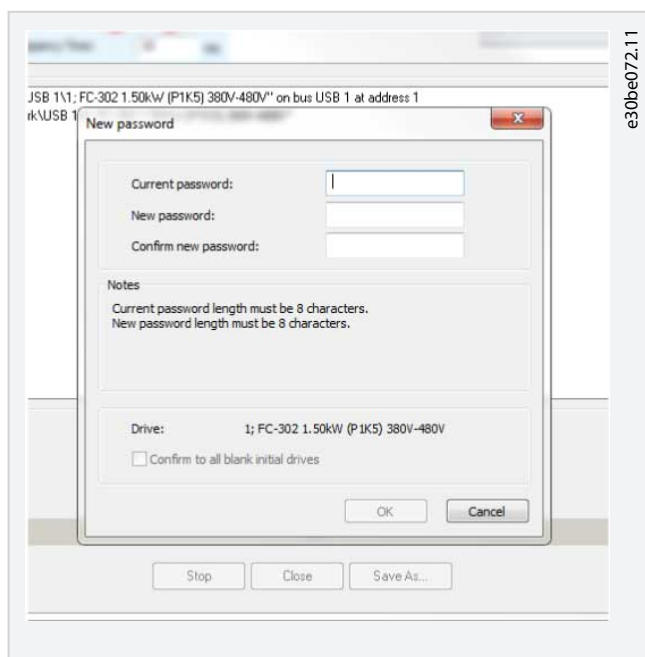 e30be072.11
JSB 1\1; FC-302 1.50kW (P1K5) 380V-480V" on bus USB 1 at address 1
rk\USB 1
New password
Current password:
New password:
Confirm new password:
Notes
Current password length must be 8 characters.
New password length must be 8 characters.
Drive: 1; FC-302 1.50kW (P1K5) 380V-480V
Confirm to all blank initial drives
OK Cancel
Stop Close Save As...